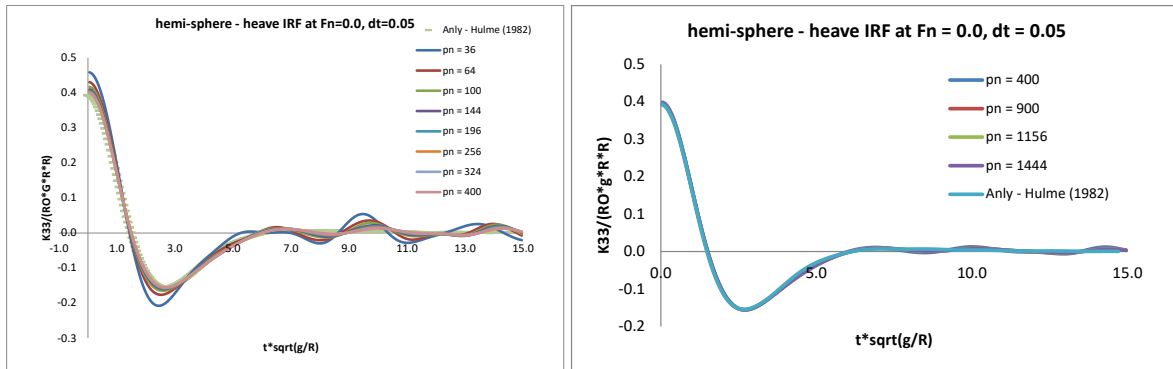 hemi-sphere - heave IRF at Fn=0.0, dt=0.05
Anly - Hulme (1982)
pn = 36
pn = 64
pn = 100
pn = 144
pn = 196
pn = 256
pn = 324
pn = 400
K33/(RO*G*R*R)
0.5
0.4
0.3
0.2
0.1
0.0
-0.1
-0.2
-0.3
-1.0 1.0 3.0 5.0 7.0 9.0 11.0 13.0 15.0
t*sqrt(g/R)
hemi-sphere - heave IRF at Fn = 0.0, dt = 0.05
pn = 400
pn = 900
pn = 1156
pn = 1444
Anly - Hulme (1982)
K33/(RO*g*R*R)
0.5
0.4
0.3
0.2
0.1
0.0
-0.1
-0.2
0.0 5.0 10.0 15.0
t*sqrt(g/R)